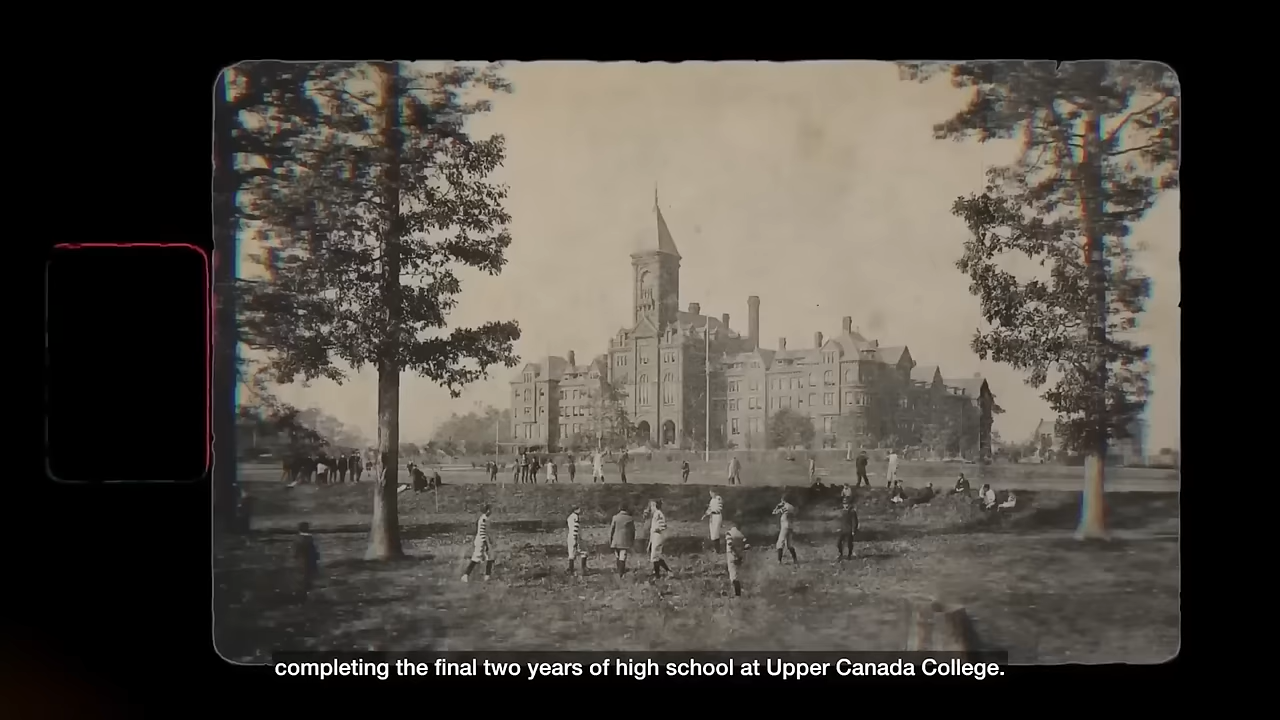 completing the final two years of high school at Upper Canada College.